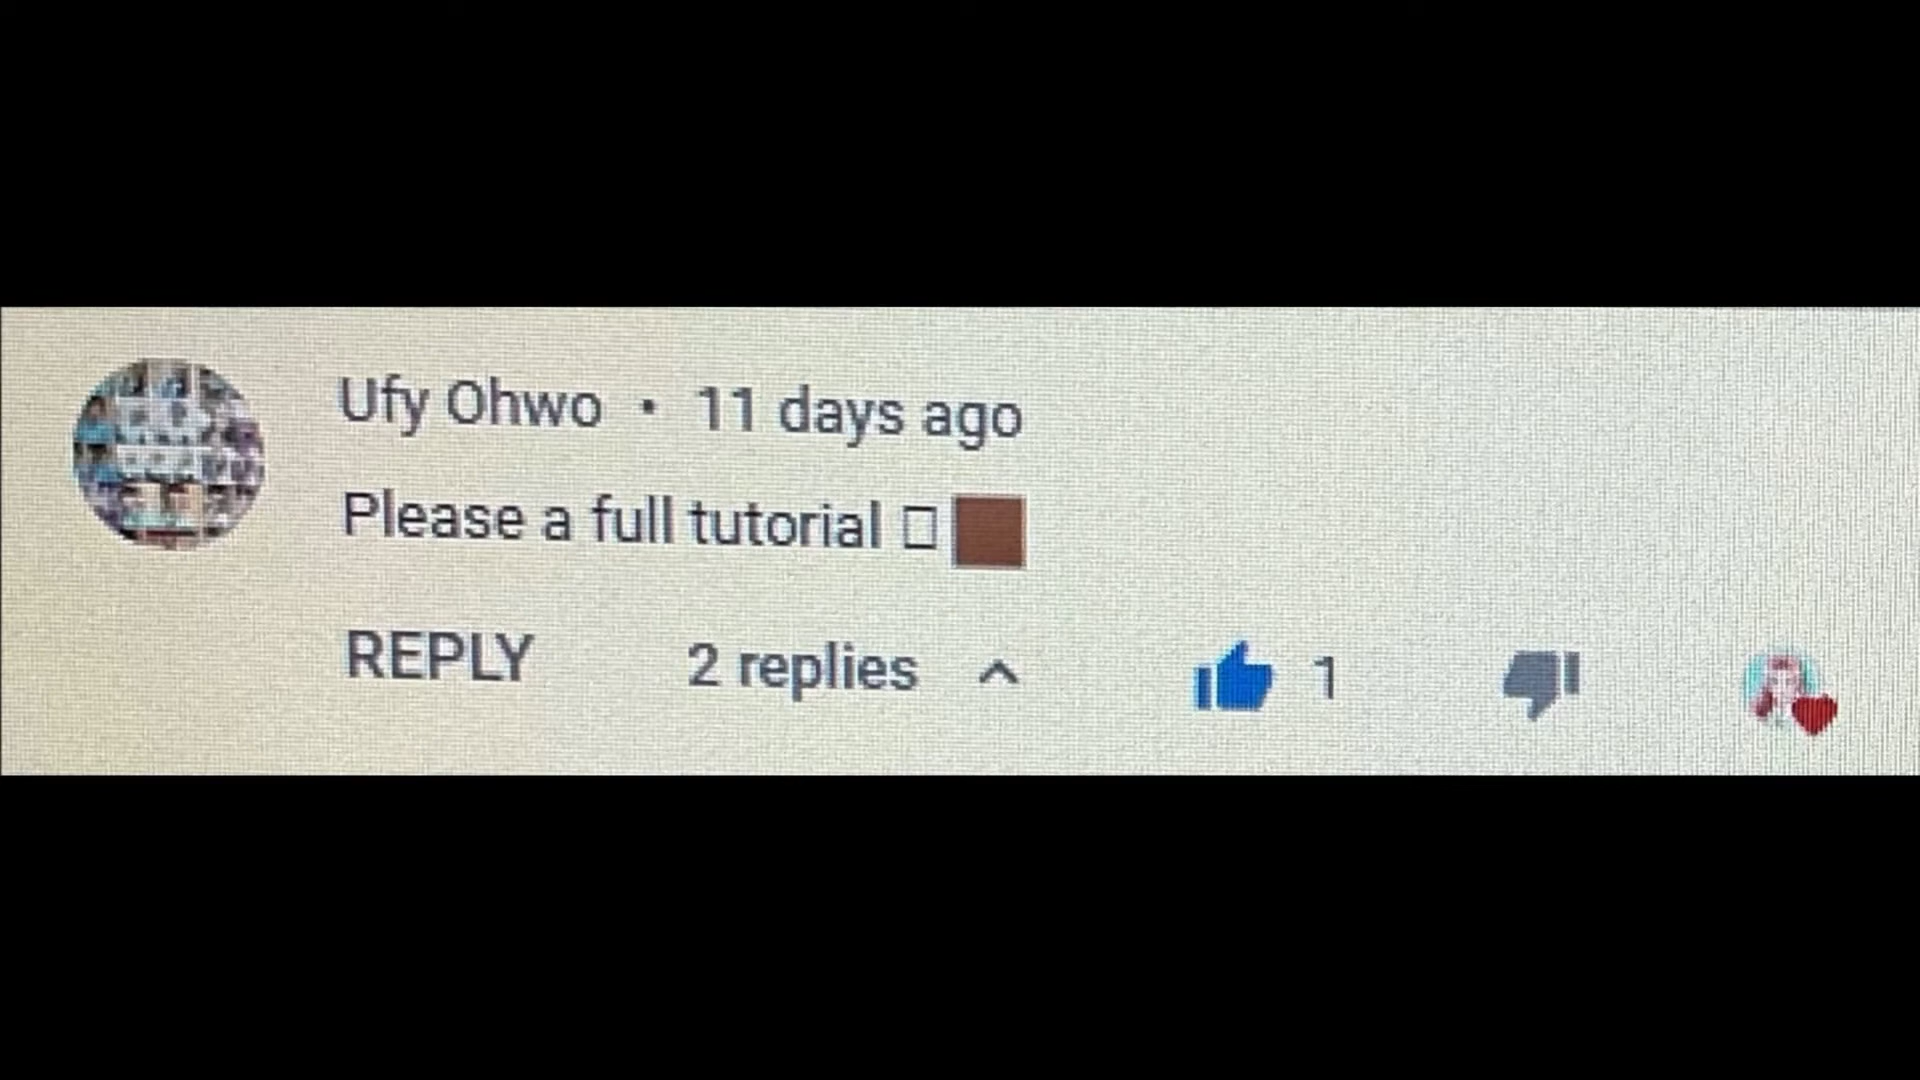 Ufy Ohwo • 11 days ago
Please a full tutorial □🏾
REPLY 2 replies 1